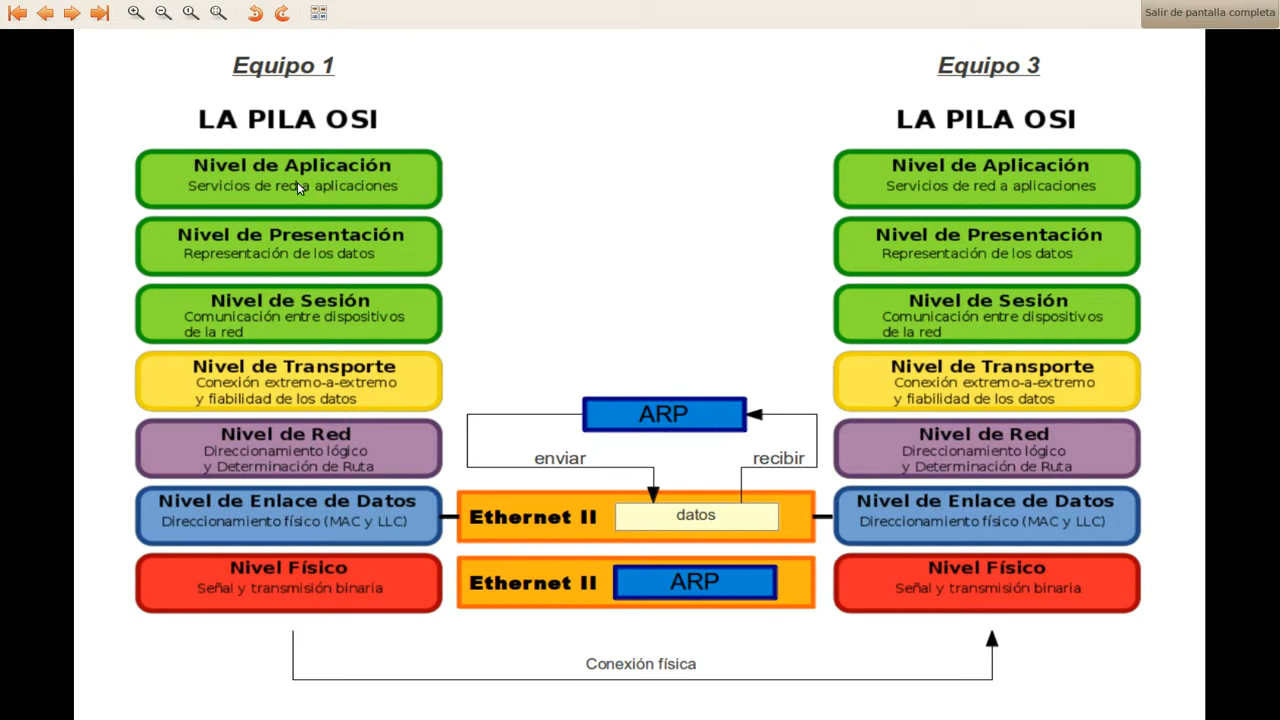 Salir de pantalla completa
Equipo 1
LA PILA OSI
Nivel de Aplicación
Servicios de red a aplicaciones
Nivel de Presentación
Representación de los datos
Nivel de Sesión
Comunicación entre dispositivos
de la red
Nivel de Transporte
Conexión extremo-a-extremo
y fiabilidad de los datos
Nivel de Red
Direccionamiento lógico
y Determinación de Ruta
Nivel de Enlace de Datos
Direccionamiento físico (MAC y LLC)
Nivel Físico
Señal y transmisión binaria
ARP
enviar
recibir
Ethernet II
datos
Ethernet II
ARP
Conexión física
Equipo 3
LA PILA OSI
Nivel de Aplicación
Servicios de red a aplicaciones
Nivel de Presentación
Representación de los datos
Nivel de Sesión
Comunicación entre dispositivos
de la red
Nivel de Transporte
Conexión extremo-a-extremo
y fiabilidad de los datos
Nivel de Red
Direccionamiento lógico
y Determinación de Ruta
Nivel de Enlace de Datos
Direccionamiento físico (MAC y LLC)
Nivel Físico
Señal y transmisión binaria